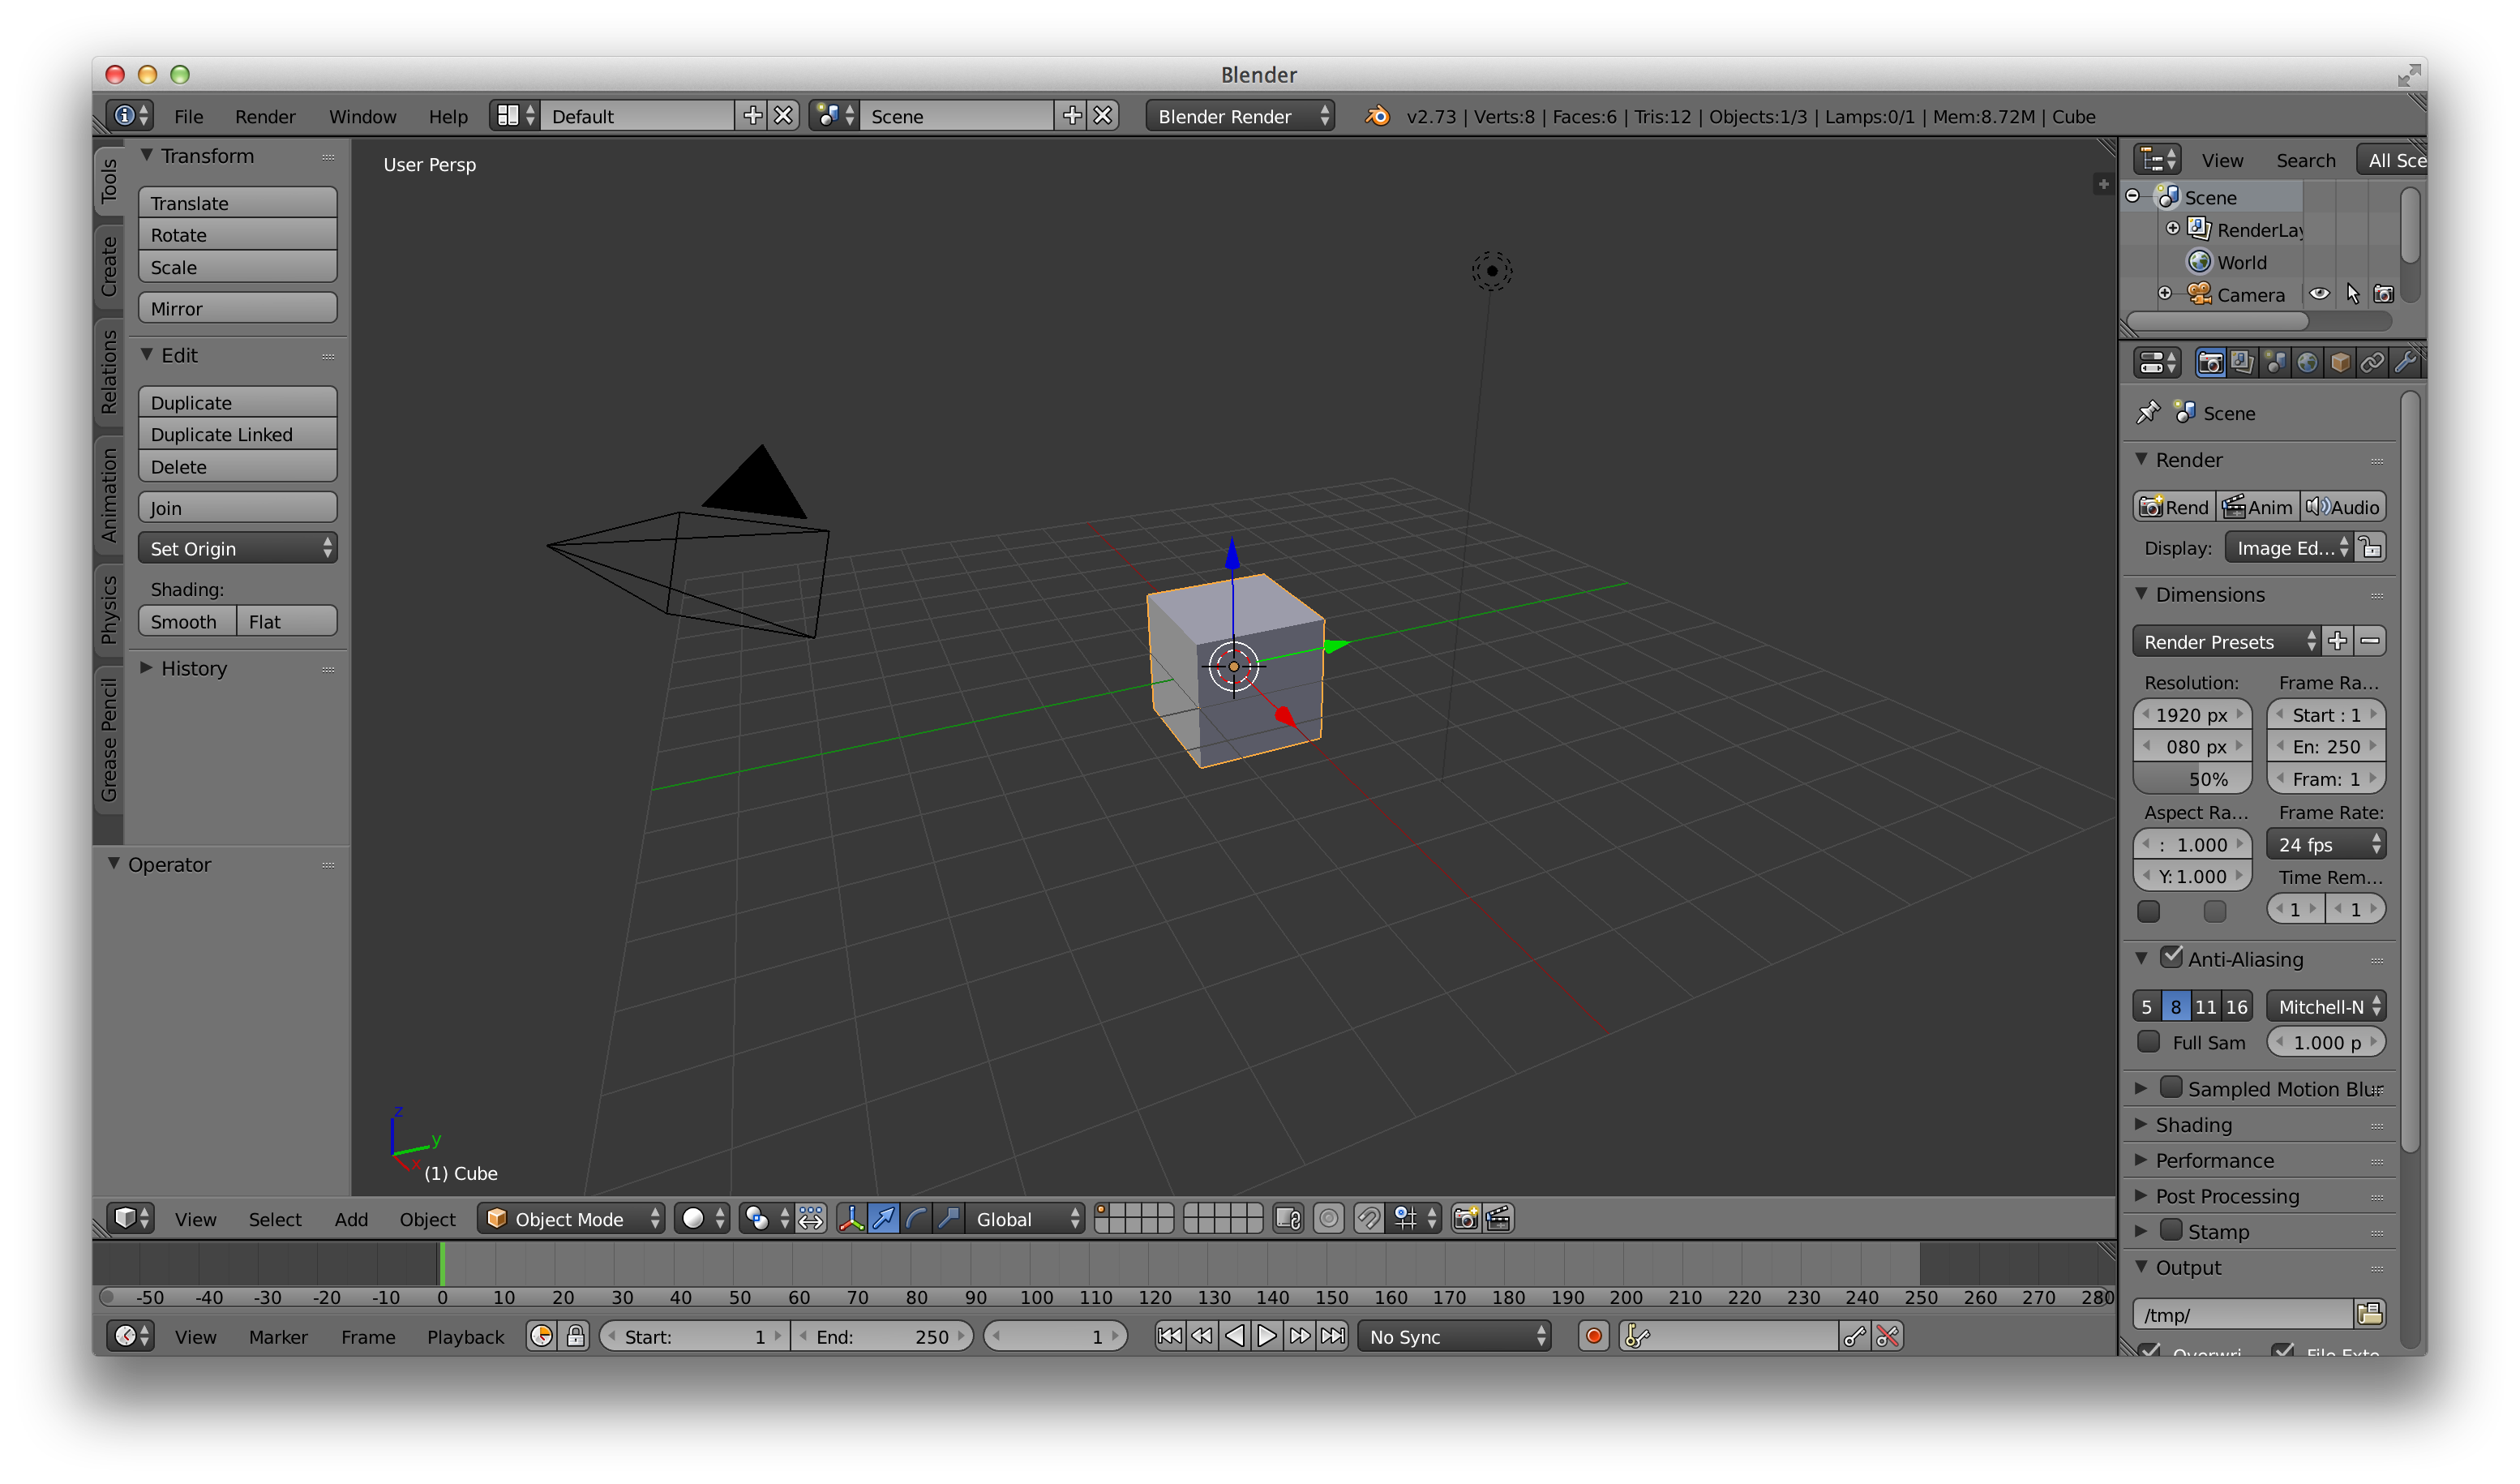 Blender
File Render Window Help Default Scene Blender Render v2.73 | Verts:8 | Faces:6 | Tris:12 | Objects:1/3 | Lamps:0/1 | Mem:8.72M | Cube
Tools
Create
Relations
Animation
Physics
Grease Pencil
Transform
Translate
Rotate
Scale
Mirror
Edit
Duplicate
Duplicate Linked
Delete
Join
Set Origin
Shading:
Smooth Flat
History
Operator
User Persp
z
y
x
(1) Cube
View Search All Sce
Scene
RenderLay
World
Camera
Scene
Render
Rend Anim Audio
Display: Image Ed...
Dimensions
Render Presets
Resolution: Frame Ra...
1920 px Start : 1
080 px En: 250
50% Fram: 1
Aspect Ra... Frame Rate:
: 1.000 24 fps
Y: 1.000 Time Rem...
1 1
Anti-Aliasing
5 8 11 16 Mitchell-N
Full Sam 1.000 p
Sampled Motion Blur
Shading
Performance
Post Processing
Stamp
Output
/tmp/
Overwri File Exte
View Select Add Object Object Mode Global
-50 -40 -30 -20 -10 0 10 20 30 40 50 60 70 80 90 100 110 120 130 140 150 160 170 180 190 200 210 220 230 240 250 260 270 280
View Marker Frame Playback Start: 1 End: 250 1 No Sync